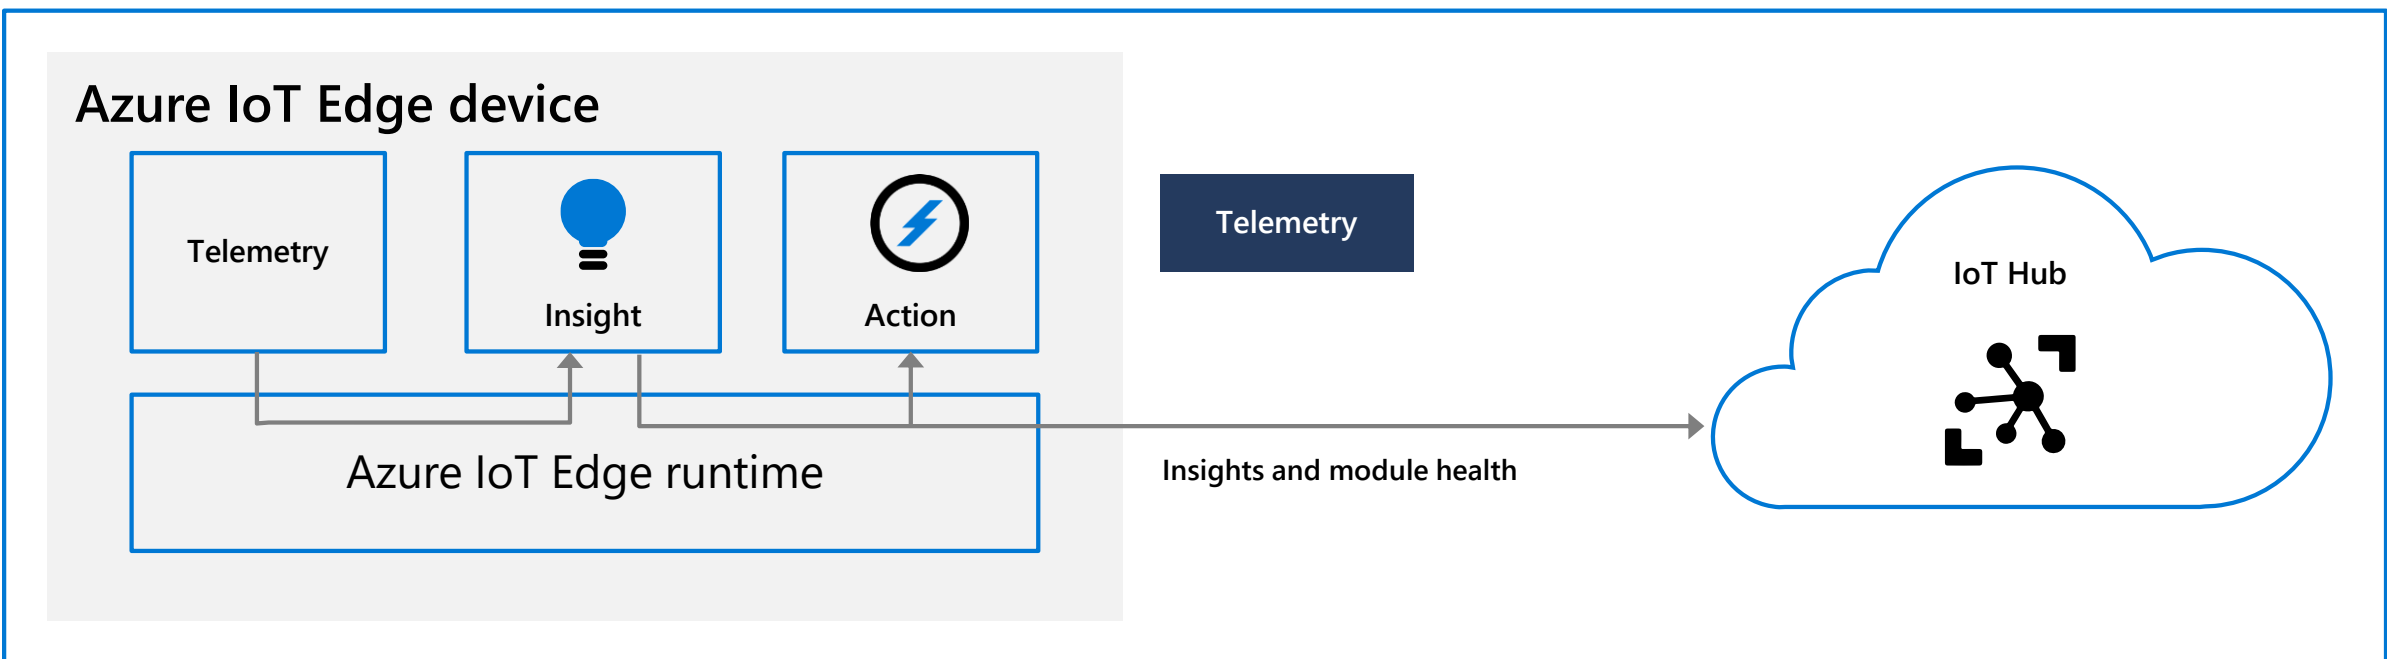 Azure IoT Edge device
Telemetry
Insight
Action
Azure IoT Edge runtime
Telemetry
Insights and module health
IoT Hub